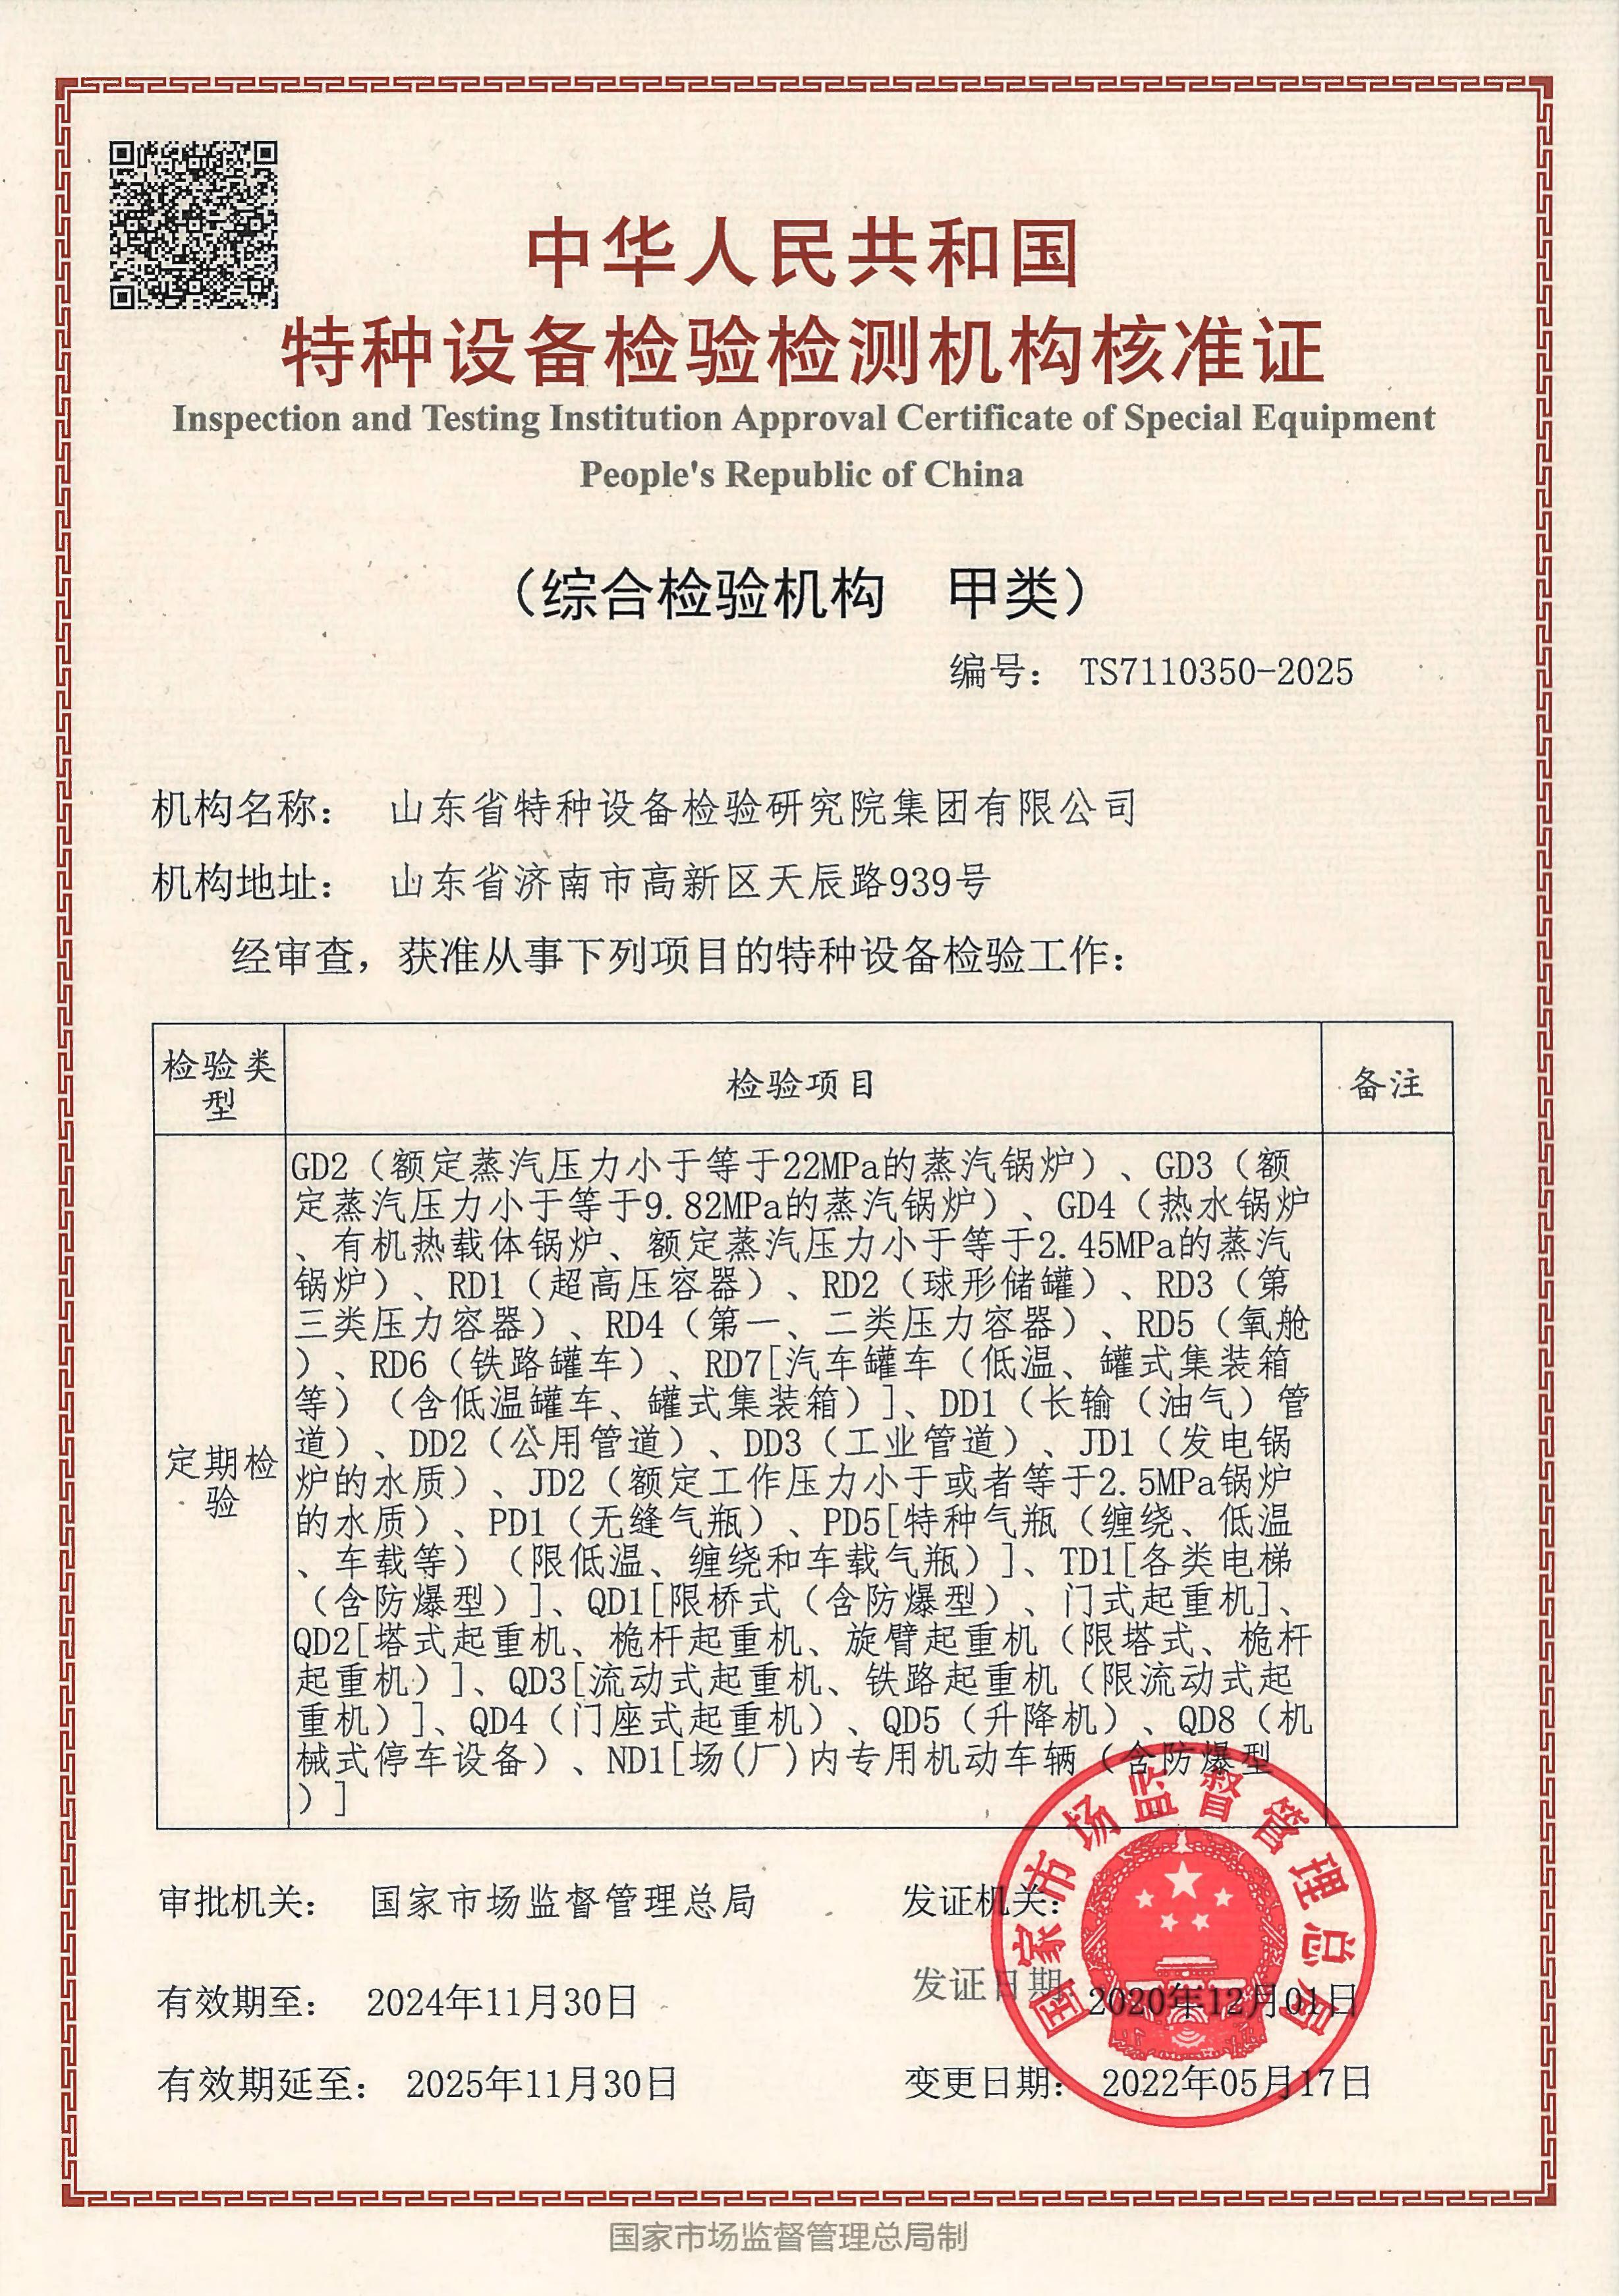 中华人民共和国
特种设备检验检测机构核准证
Inspection and Testing Institution Approval Certificate of Special Equipment
People's Republic of China
（综合检验机构　甲类）
编号： TS7110350-2025
机构名称： 山东省特种设备检验研究院集团有限公司
机构地址： 山东省济南市高新区天辰路939号
经审查，获准从事下列项目的特种设备检验工作：
检验类
型
检验项目
备注
定期检
验
GD2（额定蒸汽压力小于等于22MPa的蒸汽锅炉）、GD3（额
定蒸汽压力小于等于9.82MPa的蒸汽锅炉）、GD4（热水锅炉
、有机热载体锅炉、额定蒸汽压力小于等于2.45MPa的蒸汽
锅炉）、RD1（超高压容器）、RD2（球形储罐）、RD3（第
三类压力容器）、RD4（第一、二类压力容器）、RD5（氧舱
）、RD6（铁路罐车）、RD7[汽车罐车（低温、罐式集装箱
等）（含低温罐车、罐式集装箱）]、DD1（长输（油气）管
道）、DD2（公用管道）、DD3（工业管道）、JD1（发电锅
炉的水质）、JD2（额定工作压力小于或者等于2.5MPa锅炉
的水质）、PD1（无缝气瓶）、PD5[特种气瓶（缠绕、低温
、车载等）（限低温、缠绕和车载气瓶）]、TD1[各类电梯
（含防爆型）]、QD1[限桥式（含防爆型）、门式起重机]、
QD2[塔式起重机、桅杆起重机、旋臂起重机（限塔式、桅杆
起重机）]、QD3[流动式起重机、铁路起重机（限流动式起
重机）]、QD4（门座式起重机）、QD5（升降机）、QD8（机
械式停车设备）、ND1[场(厂)内专用机动车辆（含防爆型
）]
审批机关： 国家市场监督管理总局
发证机关：
国家市场监督管理总局
有效期至： 2024年11月30日
发证日期： 2020年12月01日
有效期延至： 2025年11月30日
变更日期： 2022年05月17日
国家市场监督管理总局制